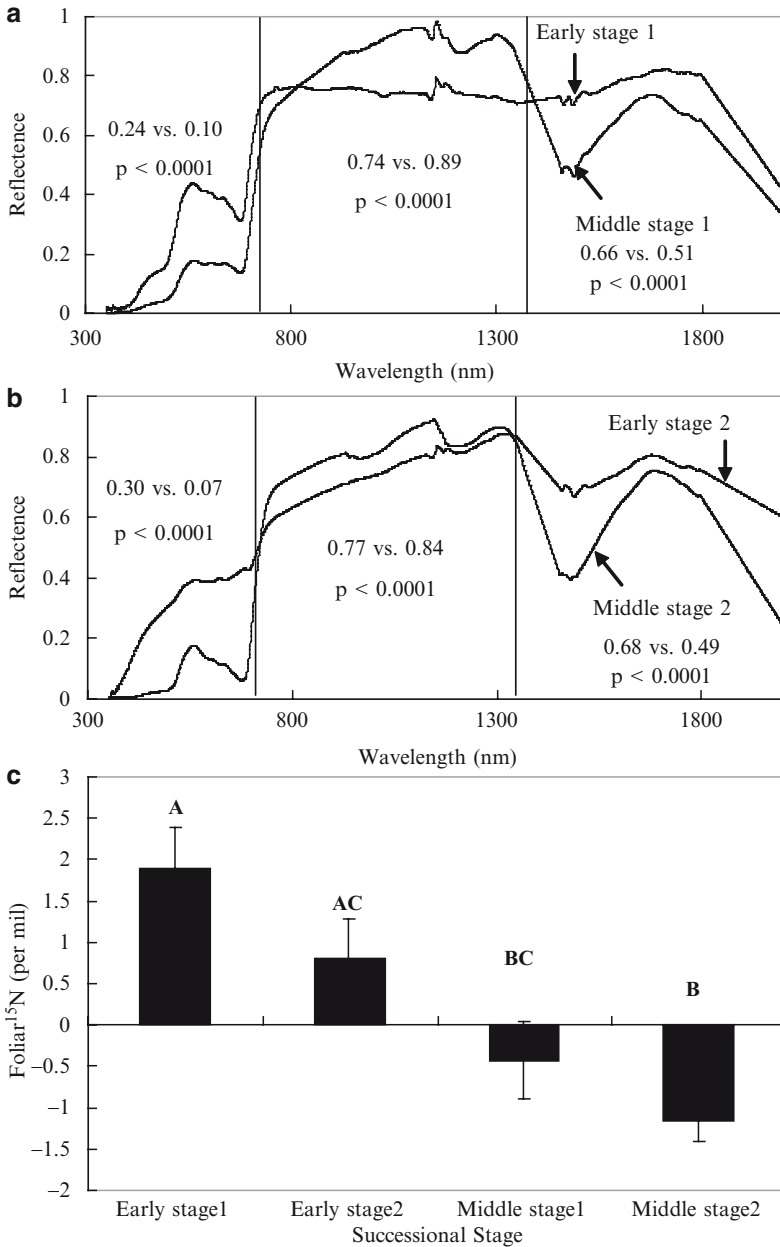 a
1
0.8
0.6
0.4
0.2
0
Reflectence
Early stage 1
0.24 vs. 0.10
p < 0.0001
0.74 vs. 0.89
p < 0.0001
Middle stage 1
0.66 vs. 0.51
p < 0.0001
300 800 1300 1800
Wavelength (nm)
b
1
0.8
0.6
0.4
0.2
0
Reflectence
Early stage 2
0.30 vs. 0.07
p < 0.0001
0.77 vs. 0.84
p < 0.0001
Middle stage 2
0.68 vs. 0.49
p < 0.0001
300 800 1300 1800
Wavelength (nm)
c
3
2.5
2
1.5
1
0.5
0
–0.5
–1
–1.5
–2
Foliar¹⁵N (per mil)
A
AC
BC
B
Early stage1 Early stage2 Middle stage1 Middle stage2
Successional Stage